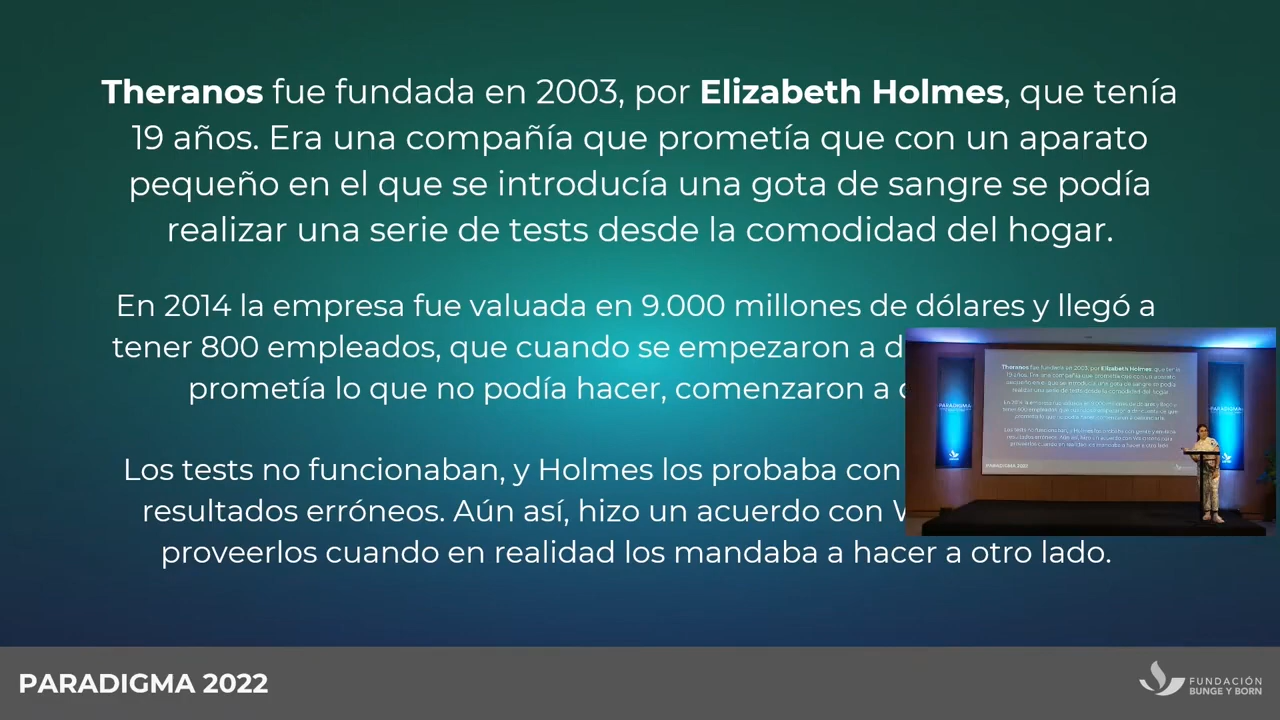 Theranos fue fundada en 2003, por Elizabeth Holmes, que tenía
19 años. Era una compañía que prometía que con un aparato
pequeño en el que se introducía una gota de sangre se podía
realizar una serie de tests desde la comodidad del hogar.
En 2014 la empresa fue valuada en 9.000 millones de dólares y llegó a
tener 800 empleados, que cuando se empezaron a d
prometía lo que no podía hacer, comenzaron a
Los tests no funcionaban, y Holmes los probaba con
resultados erróneos. Aún así, hizo un acuerdo con
proveerlos cuando en realidad los mandaba a hacer a otro lado.
PARADIGMA
PARADIGMA 2022
FUNDACIÓN
BUNGE Y BORN